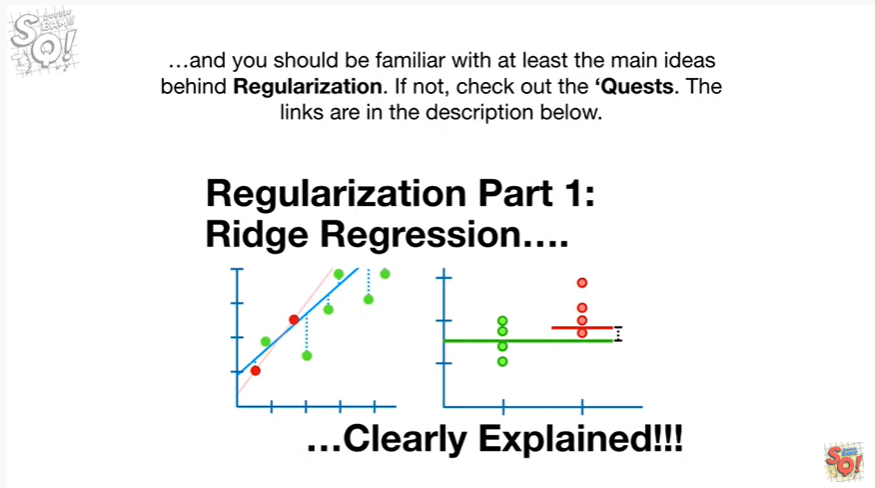 ...and you should be familiar with at least the main ideas
behind Regularization. If not, check out the ‘Quests. The
links are in the description below.
Regularization Part 1:
Ridge Regression....
...Clearly Explained!!!
SQ!